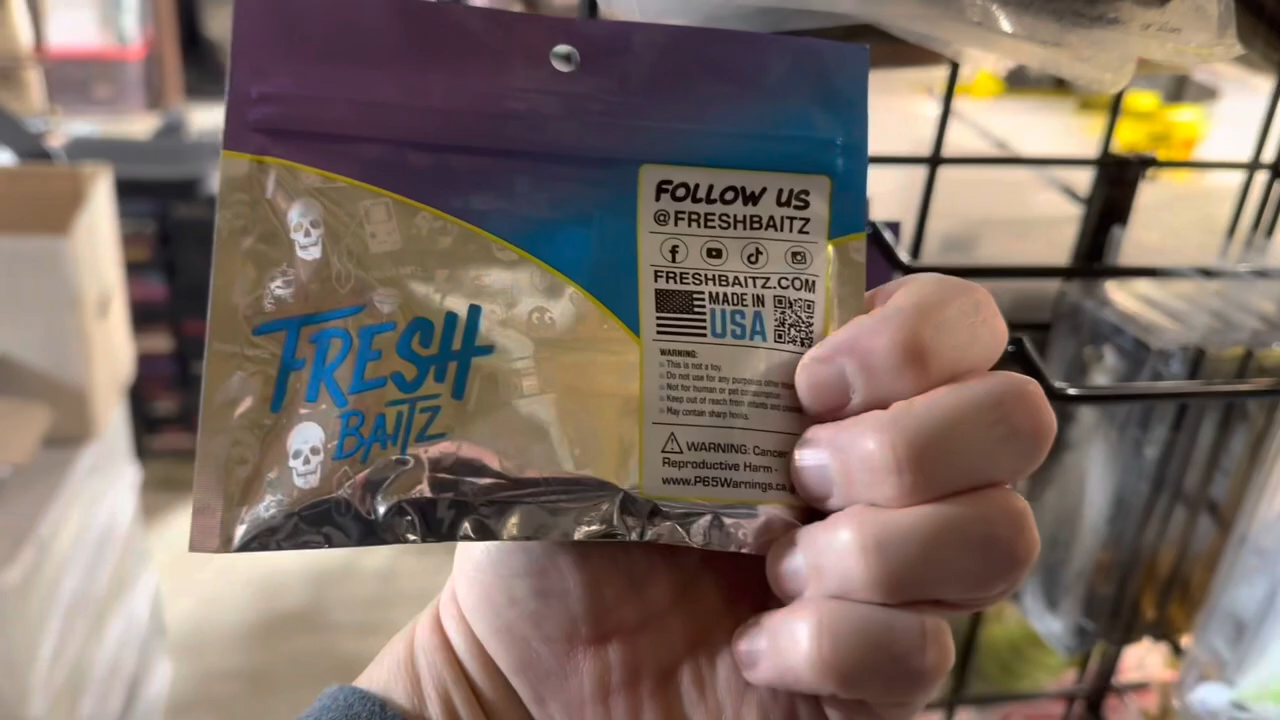 FRESH
BAITZ
FOLLOW US
@FRESHBAITZ
FRESHBAITZ.COM
MADE IN
USA
WARNING:
This is not a toy.
Do not use for any purposes other
Not for human or pet consumption
Keep out of reach from infants and
May contain sharp hooks.
WARNING: Cancer
Reproductive Harm -
www.P65Warnings.ca